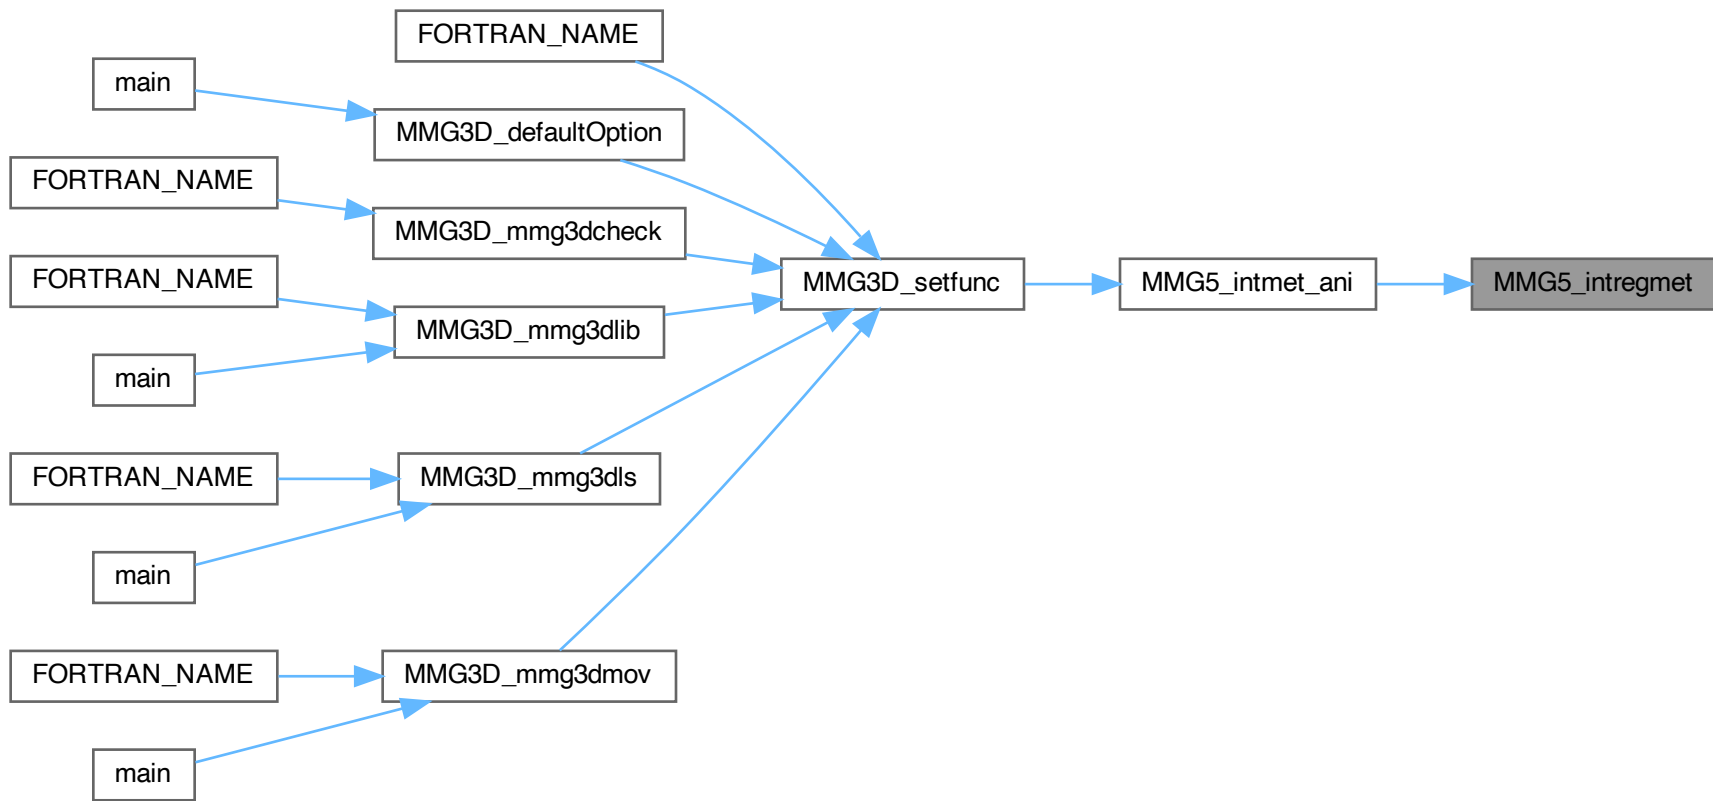 FORTRAN_NAME
main
MMG3D_defaultOption
FORTRAN_NAME
MMG3D_mmg3dcheck
FORTRAN_NAME
MMG3D_setfunc
MMG5_intmet_ani
MMG5_intregmet
MMG3D_mmg3dlib
main
FORTRAN_NAME
MMG3D_mmg3dls
main
FORTRAN_NAME
MMG3D_mmg3dmov
main